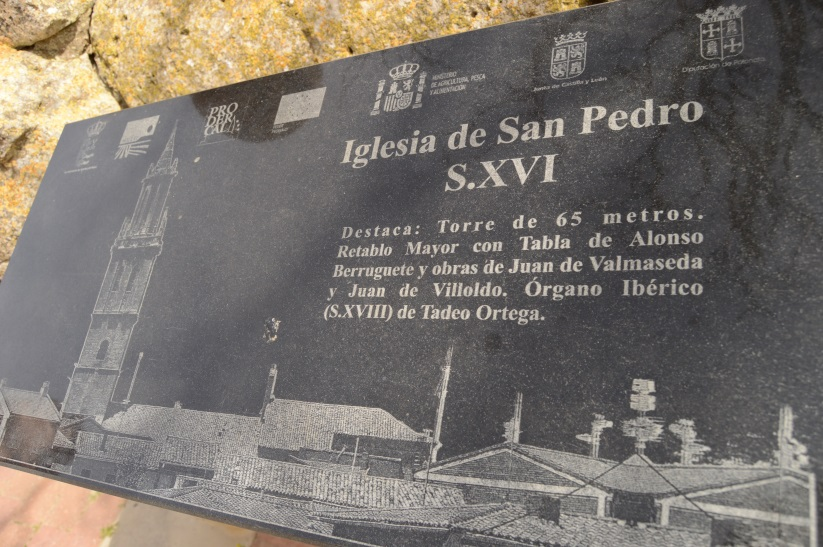 PRO
DER
CAL
MINISTERIO
DE AGRICULTURA, PESCA
Y ALIMENTACIÓN
Junta de Castilla y León
Diputación de Palencia
Iglesia de San Pedro
S.XVI
Destaca: Torre de 65 metros.
Retablo Mayor con Tabla de Alonso
Berruguete y obras de Juan de Valmaseda
y Juan de Villoldo. Órgano Ibérico
(S.XVIII) de Tadeo Ortega.